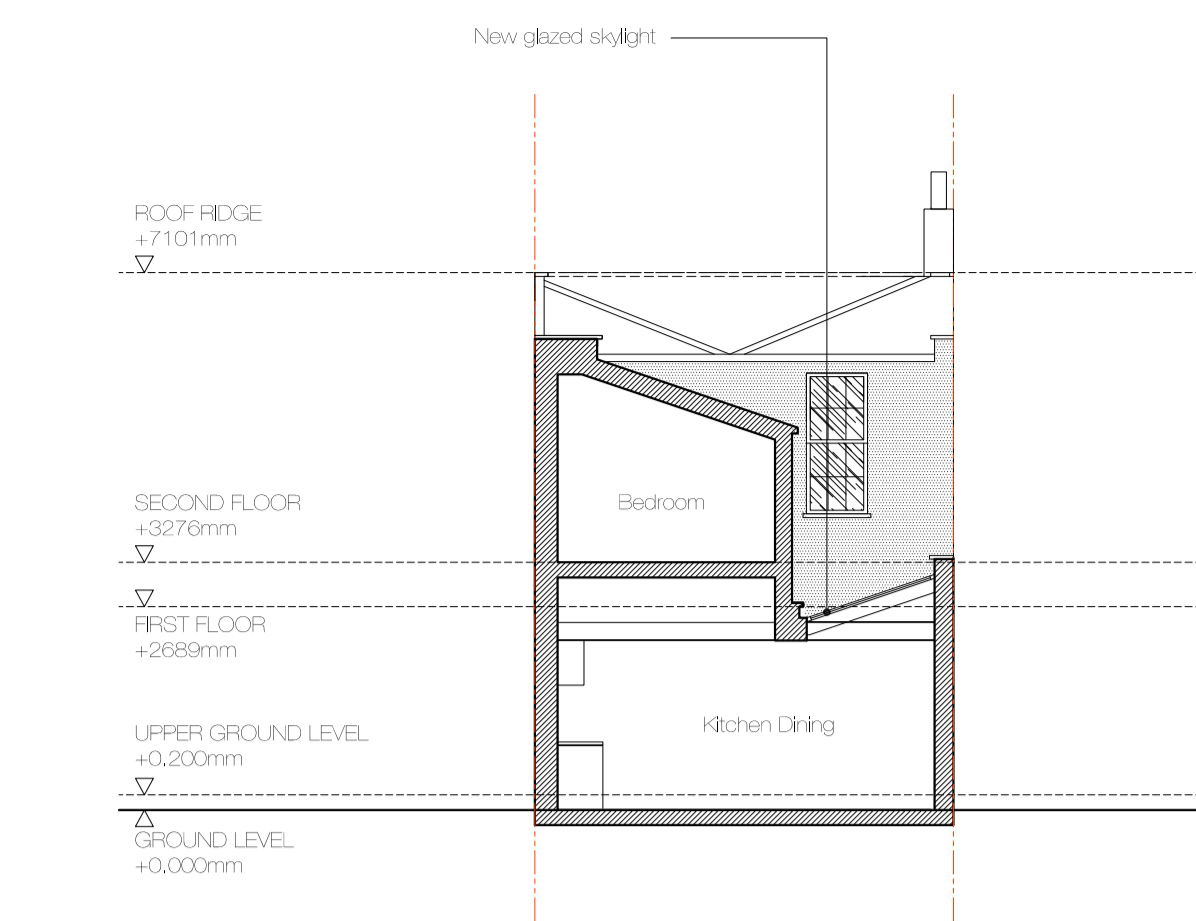 New glazed skylight
ROOF RIDGE
+7101mm
SECOND FLOOR
+3276mm
Bedroom
FIRST FLOOR
+2689mm
UPPER GROUND LEVEL
+0.200mm
Kitchen Dining
GROUND LEVEL
+0.000mm